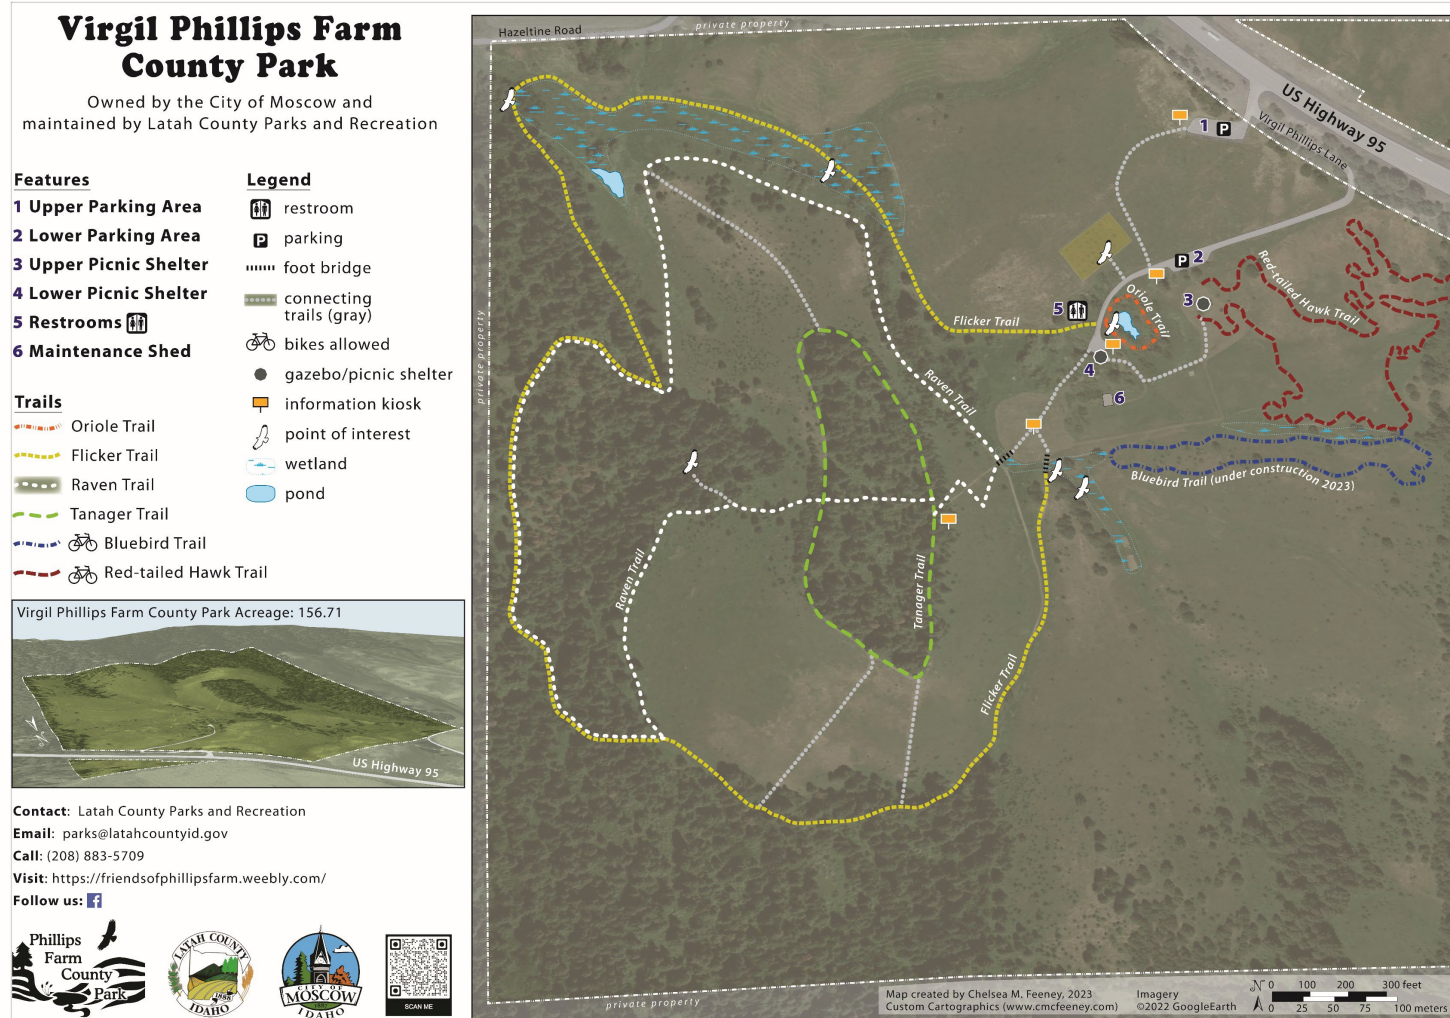 Virgil Phillips Farm
County Park
Owned by the City of Moscow and
maintained by Latah County Parks and Recreation
Features
1 Upper Parking Area
2 Lower Parking Area
3 Upper Picnic Shelter
4 Lower Picnic Shelter
5 Restrooms
6 Maintenance Shed
Legend
restroom
P parking
foot bridge
connecting
trails (gray)
bikes allowed
gazebo/picnic shelter
information kiosk
point of interest
wetland
pond
Trails
Oriole Trail
Flicker Trail
Raven Trail
Tanager Trail
Bluebird Trail
Red-tailed Hawk Trail
Virgil Phillips Farm County Park Acreage: 156.71
N
US Highway 95
Contact: Latah County Parks and Recreation
Email: parks@latahcountyid.gov
Call: (208) 883-5709
Visit: https://friendsofphillipsfarm.weebly.com/
Follow us: f
Phillips
Farm
County
Park
LATAH COUNTY
1888
IDAHO
CITY OF
MOSCOW
IDAHO
SCAN ME
Hazeltine Road
private property
US Highway 95
Virgil Phillips Lane
1 P
P 2
3
Red-tailed Hawk Trail
Oriole Trail
5
Flicker Trail
4
6
private property
Raven Trail
Bluebird Trail (under construction 2023)
Raven Trail
Tanager Trail
Flicker Trail
private property
Map created by Chelsea M. Feeney, 2023
Custom Cartographics (www.cmcfeeney.com)
Imagery
©2022 GoogleEarth
N
0 100 200 300 feet
0 25 50 75 100 meters